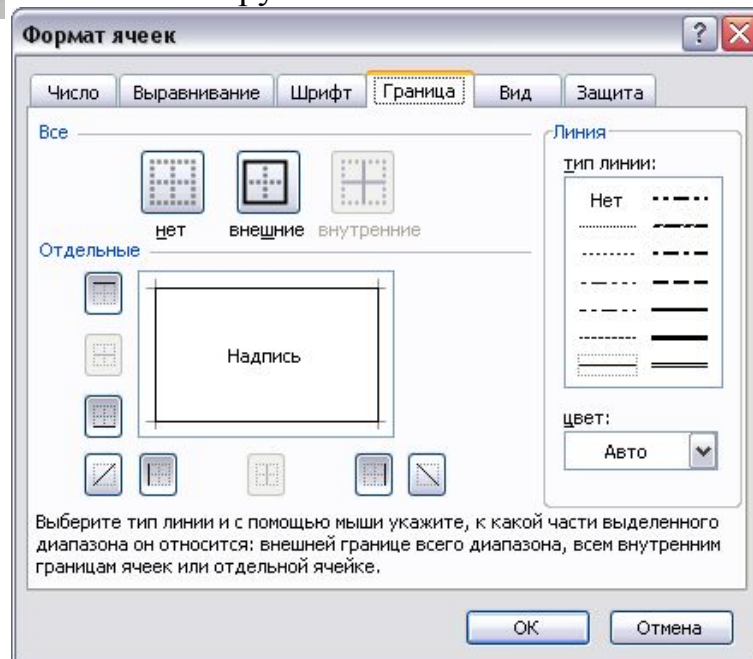 Формат ячеек
Число Выравнивание Шрифт Граница Вид Защита
Все
нет внешние внутренние
Отдельные
Надпись
Линия
тип линии:
Нет
цвет:
Авто
Выберите тип линии и с помощью мыши укажите, к какой части выделенного
диапазона он относится: внешней границе всего диапазона, всем внутренним
границам ячеек или отдельной ячейке.
ОК Отмена